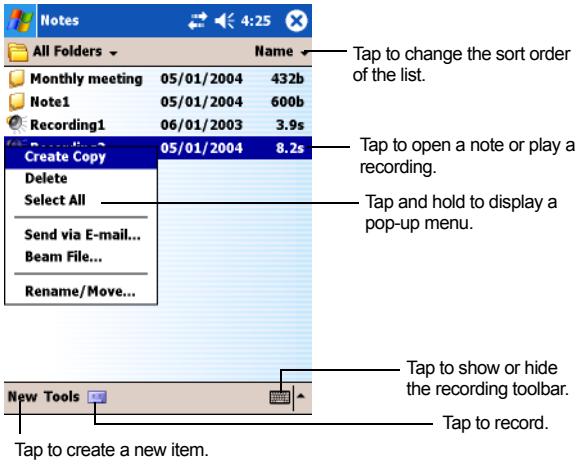 Notes 4:25
All Folders Name
Monthly meeting 05/01/2004 432b
Note1 05/01/2004 600b
Recording1 06/01/2003 3.9s
05/01/2004 8.2s
Create Copy
Delete
Select All
Send via E-mail...
Beam File...
Rename/Move...
New Tools
Tap to change the sort order
of the list.
Tap to open a note or play a
recording.
Tap and hold to display a
pop-up menu.
Tap to show or hide
the recording toolbar.
Tap to record.
Tap to create a new item.